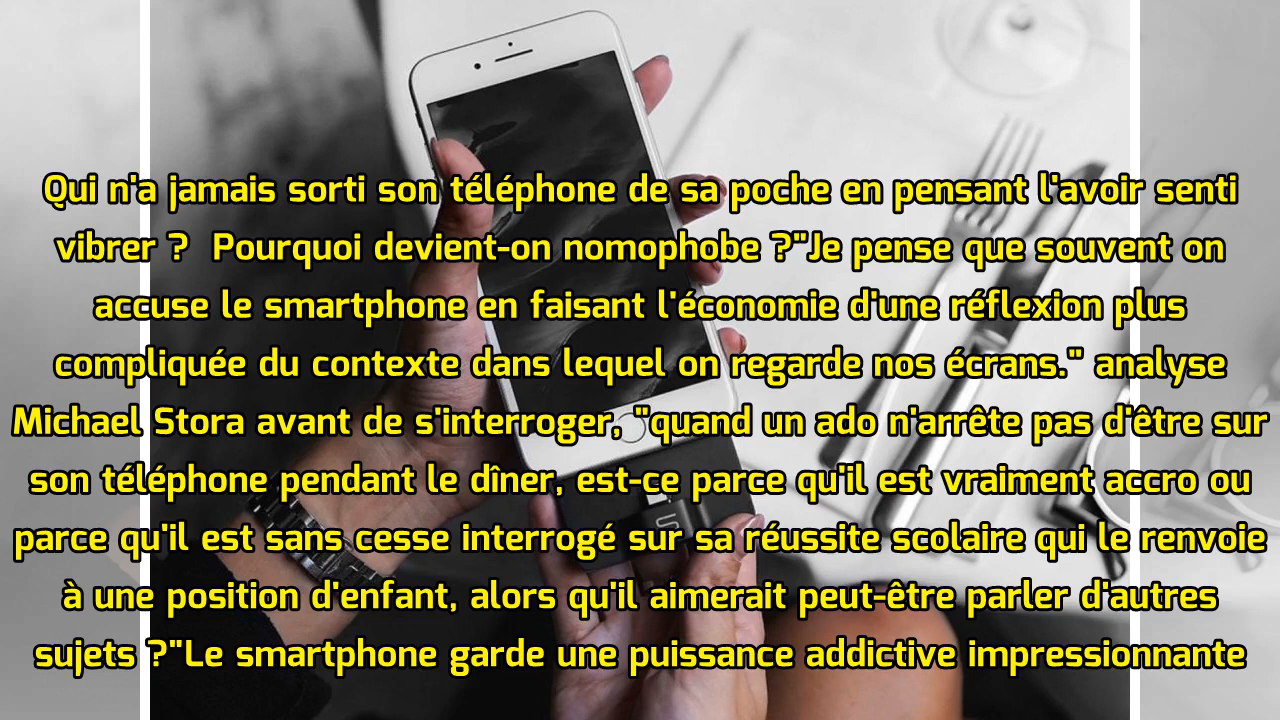 Qui n'a jamais sorti son téléphone de sa poche en pensant l'avoir senti
vibrer ?  Pourquoi devient-on nomophobe ?"Je pense que souvent on
accuse le smartphone en faisant l'économie d'une réflexion plus
compliquée du contexte dans lequel on regarde nos écrans." analyse
Michael Stora avant de s'interroger, "quand un ado n'arrête pas d'être sur
son téléphone pendant le dîner, est-ce parce qu'il est vraiment accro ou
parce qu'il est sans cesse interrogé sur sa réussite scolaire qui le renvoie
à une position d'enfant, alors qu'il aimerait peut-être parler d'autres
sujets ?"Le smartphone garde une puissance addictive impressionnante